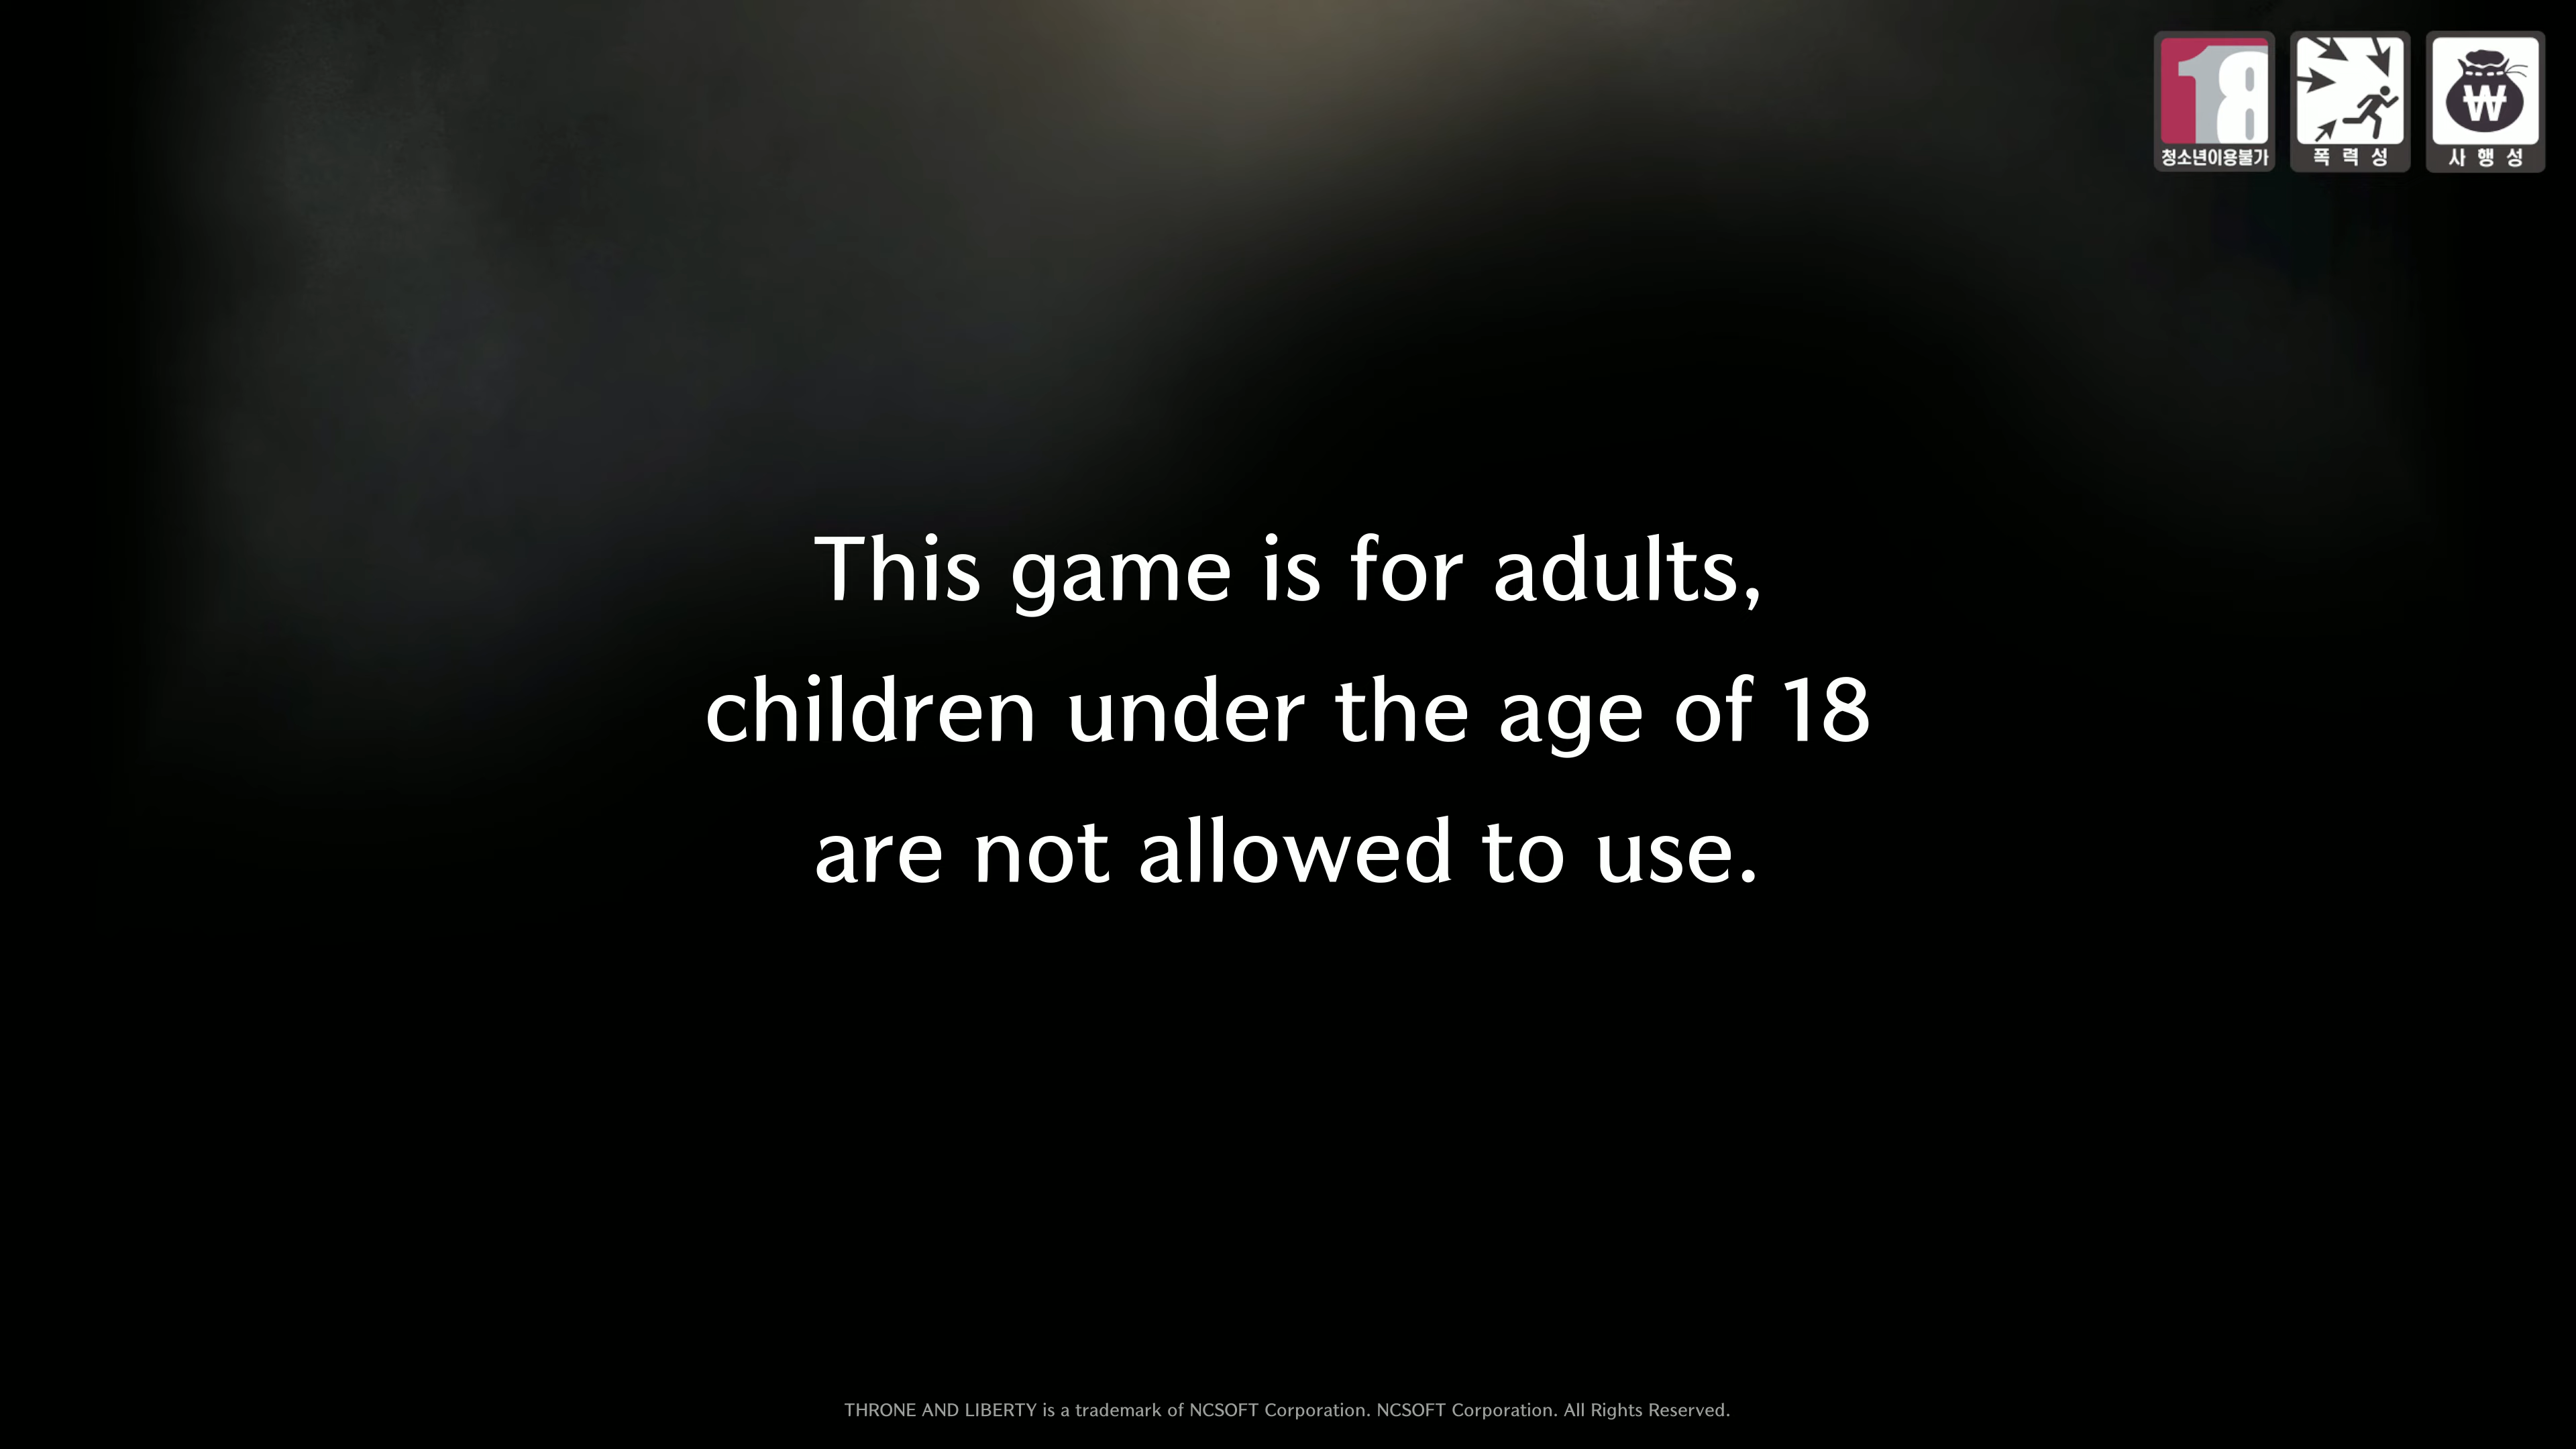 18
청소년이용불가
폭력성
₩
사행성
This game is for adults,
children under the age of 18
are not allowed to use.
THRONE AND LIBERTY is a trademark of NCSOFT Corporation. NCSOFT Corporation. All Rights Reserved.